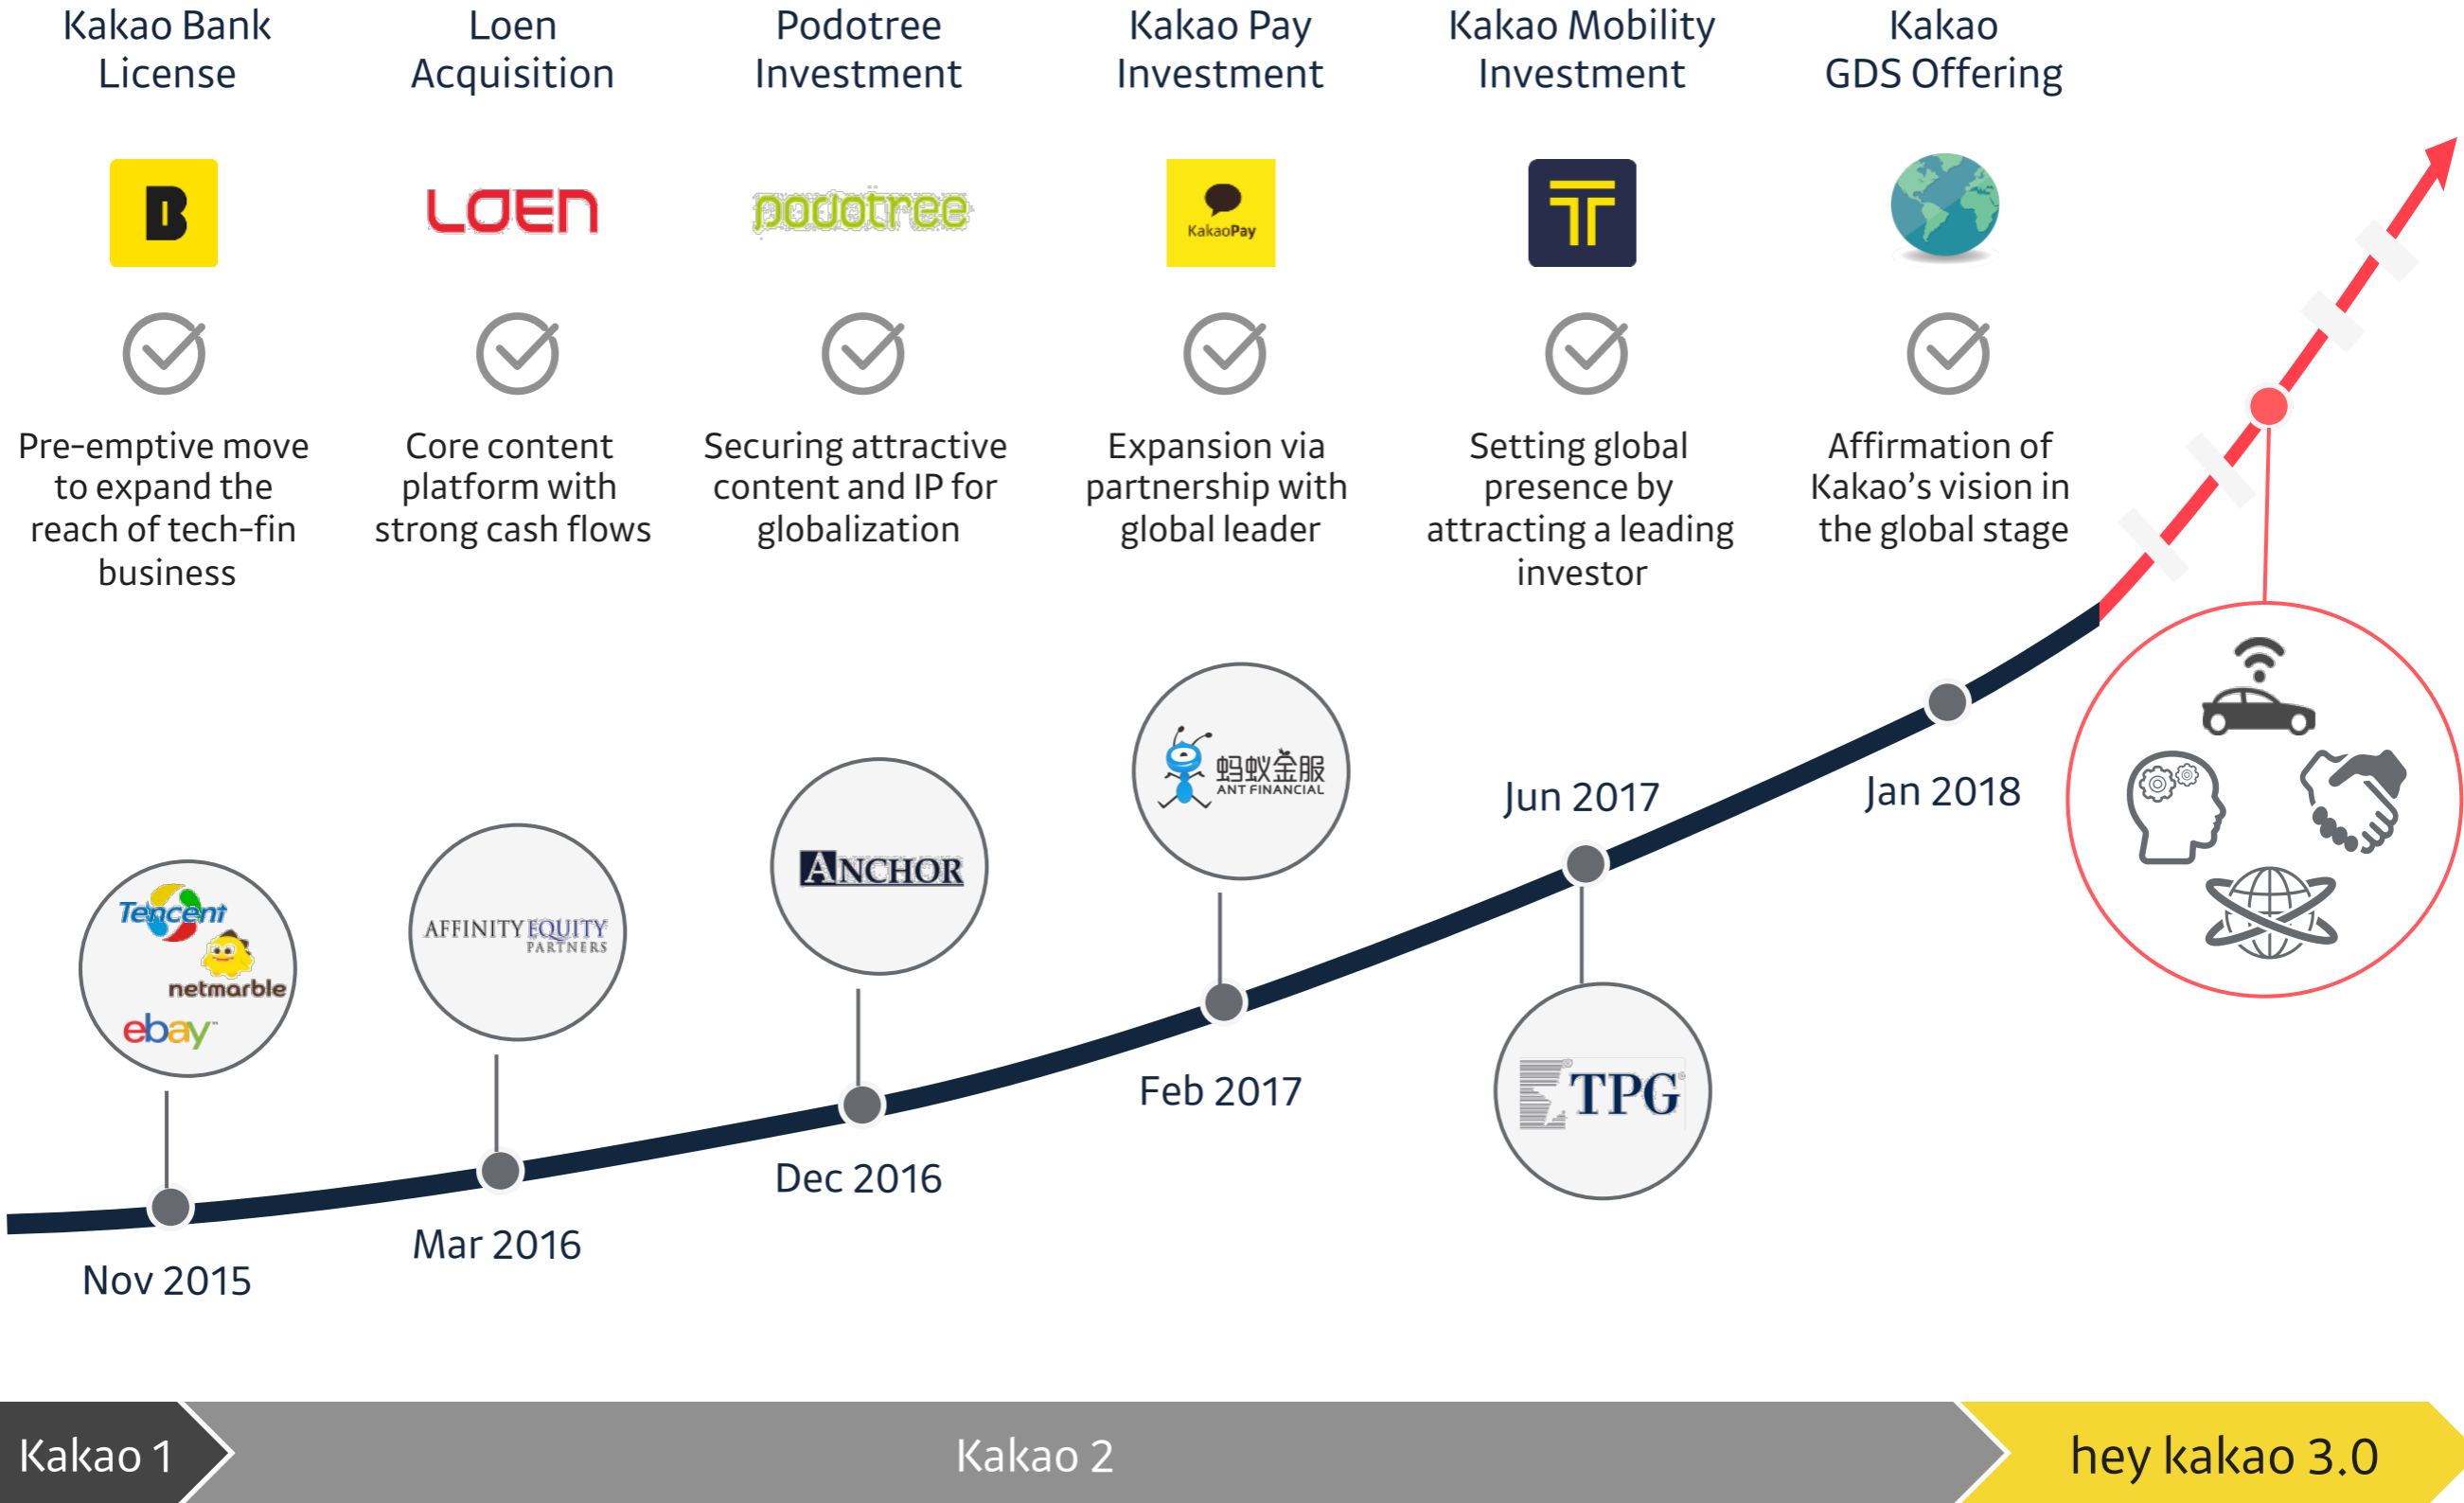 Kakao Bank
License
Loen
Acquisition
Podotree
Investment
Kakao Pay
Investment
Kakao Mobility
Investment
Kakao
GDS Offering
B
LOEN
podotree
KakaoPay
T
Pre-emptive move
to expand the
reach of tech-fin
business
Core content
platform with
strong cash flows
Securing attractive
content and IP for
globalization
Expansion via
partnership with
global leader
Setting global
presence by
attracting a leading
investor
Affirmation of
Kakao's vision in
the global stage
Tencent
netmarble
ebay™
AFFINITY EQUITY
PARTNERS
ANCHOR
蚂蚁金服
ANT FINANCIAL
TPG
Nov 2015
Mar 2016
Dec 2016
Feb 2017
Jun 2017
Jan 2018
Kakao 1
Kakao 2
hey kakao 3.0